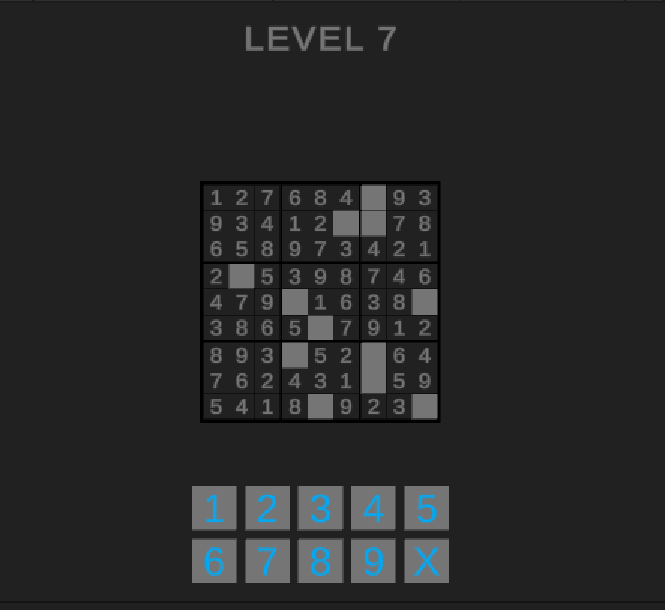 LEVEL 7
1 2 7 6 8 4 9 3
9 3 4 1 2 7 8
6 5 8 9 7 3 4 2 1
2 5 3 9 8 7 4 6
4 7 9 1 6 3 8
3 8 6 5 7 9 1 2
8 9 3 5 2 6 4
7 6 2 4 3 1 5 9
5 4 1 8 9 2 3
1 2 3 4 5
6 7 8 9 X